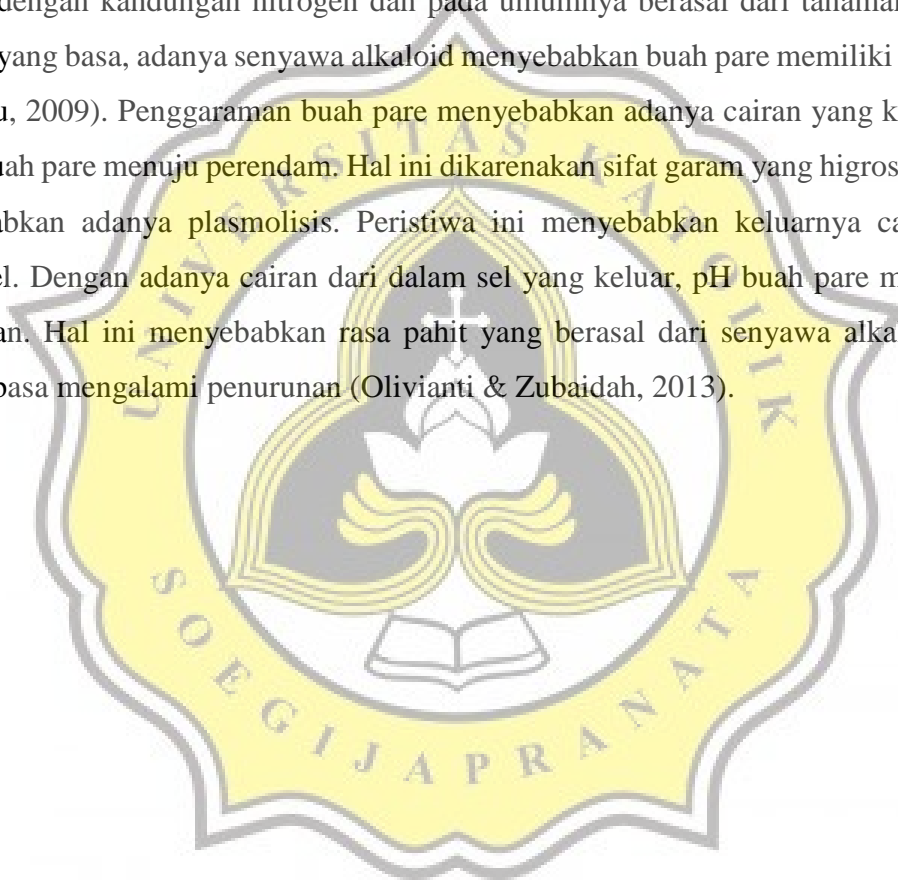 dengan kandungan nitrogen dan pada umumnya berasal dari tanaman
yang basa, adanya senyawa alkaloid menyebabkan buah pare memiliki
2009). Penggaraman buah pare menyebabkan adanya cairan yang
pare menuju perendam. Hal ini dikarenakan sifat garam yang
adanya plasmolisis. Peristiwa ini menyebabkan keluarnya
Dengan adanya cairan dari dalam sel yang keluar, pH buah pare
Hal ini menyebabkan rasa pahit yang berasal dari senyawa
basa mengalami penurunan (Olivianti & Zubaidah, 2013).
UNIVERSITAS KATOLIK
SOEGIJAPRANATA